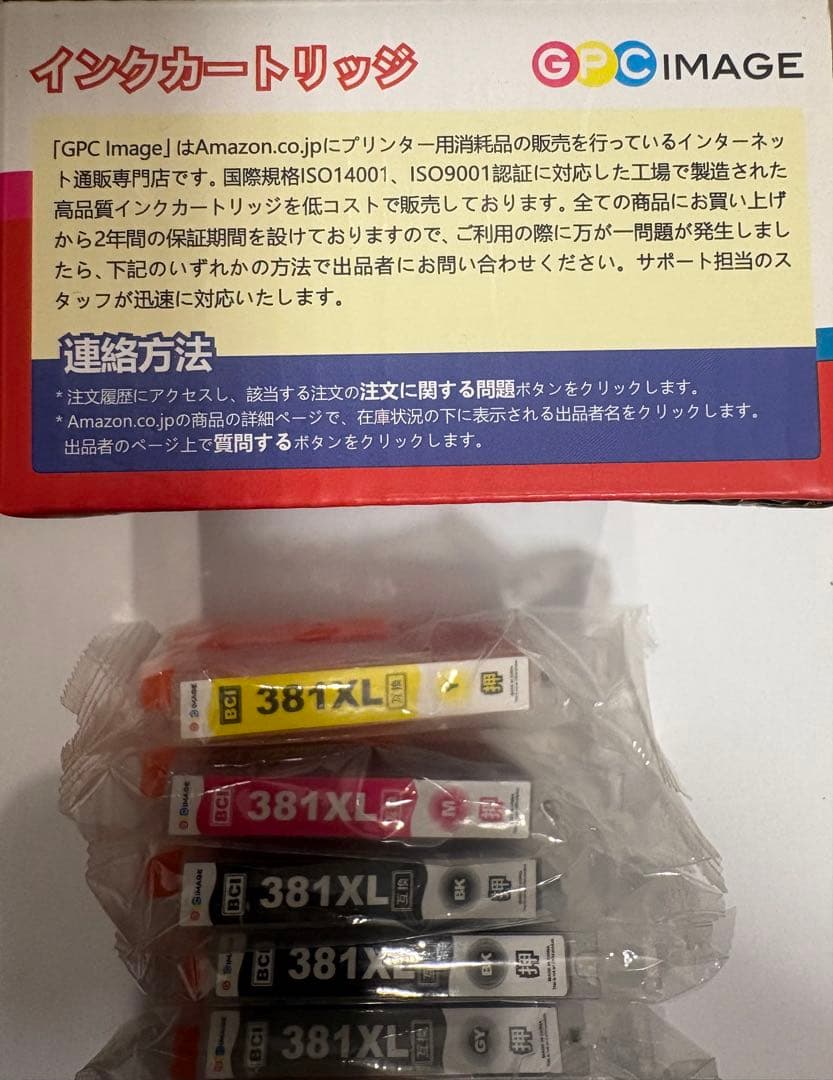 インクカートリッジ
GPC IMAGE
「GPC Image」はAmazon.co.jpにプリンター用消耗品の販売を行っているインターネッ
ト通販専門店です。国際規格ISO14001、ISO9001認証に対応した工場で製造された
高品質インクカートリッジを低コストで販売しております。全ての商品にお買い上げ
から2年間の保証期間を設けておりますので、ご利用の際に万が一問題が発生しまし
たら、下記のいずれかの方法で出品者にお問い合わせください。サポート担当のス
タッフが迅速に対応いたします。
連絡方法
*注文履歴にアクセスし、該当する注文の注文に関する問題ボタンをクリックします。
*Amazon.co.jpの商品の詳細ページで、在庫状況の下に表示される出品者名をクリックします。
出品者のページ上で質問するボタンをクリックします。
BCI 381XL 互換 Y 押
BCI 381XL M 押
BCI 381XL 互換 BK 押
BCI 381XL BK 押
BCI 381XL 互換 GY 押